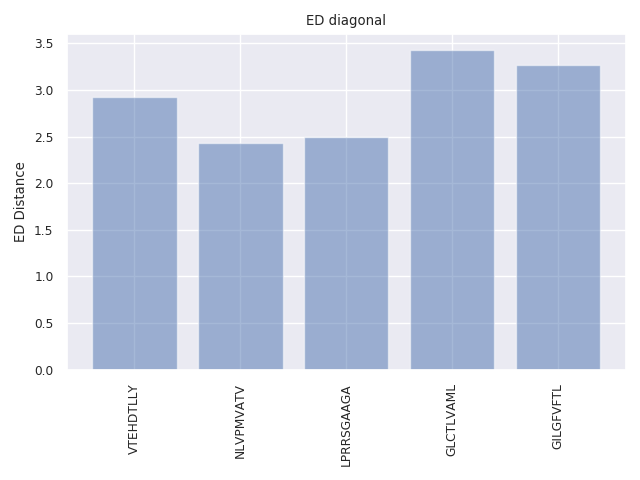 ED diagonal
3.5
3.0
2.5
2.0
1.5
1.0
0.5
0.0
ED Distance
VTEHDTLLY
NLVPMVATV
LPRRSGAAGA
GLCTLVAML
GILGFVFTL